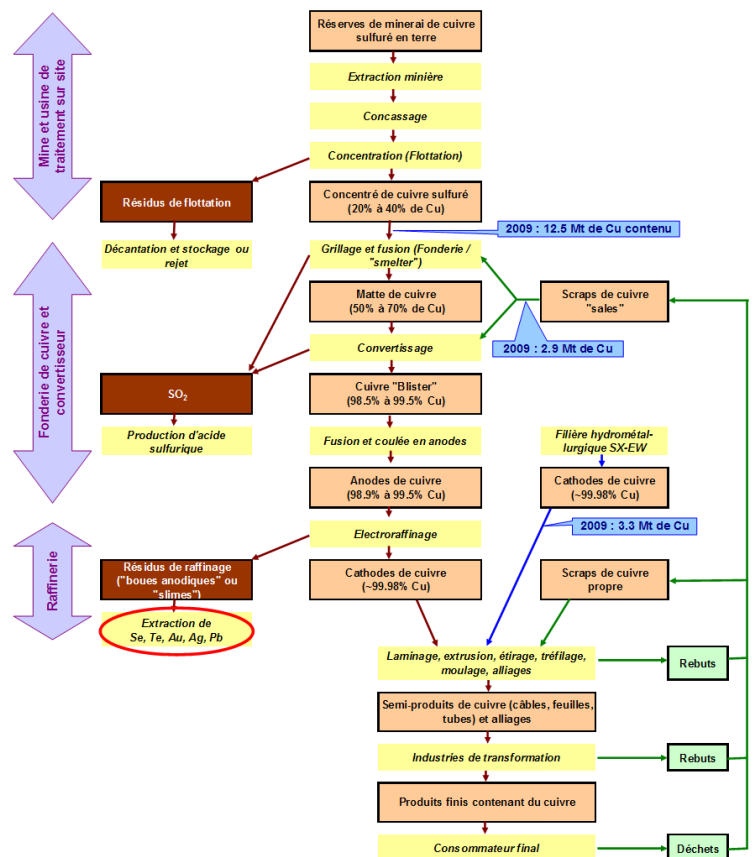 Réserves de minerai de cuivre
sulfuré en terre
Extraction minière
Concassage
Concentration (Flottation)
Mine et usine de
traitement sur site
Résidus de flottation
Concentré de cuivre sulfuré
(20% à 40% de Cu)
2009 : 12.5 Mt de Cu contenu
Décantation et stockage ou
rejet
Grillage et fusion (Fonderie /
"smelter")
Matte de cuivre
(50% à 70% de Cu)
Scraps de cuivre
"sales"
2009 : 2.9 Mt de Cu
Convertissage
Fonderie de cuivre et
convertisseur
SO2
Cuivre "Blister"
(98.5% à 99.5% Cu)
Production d'acide
sulfurique
Fusion et coulée en anodes
Filière hydrométal-
lurgique SX-EW
Anodes de cuivre
(98.9% à 99.5% Cu)
Cathodes de cuivre
(~99.98% Cu)
2009 : 3.3 Mt de Cu
Electroraffinage
Raffinerie
Résidus de raffinage
("boues anodiques" ou
"slimes")
Cathodes de cuivre
(~99.98% Cu)
Scraps de cuivre
propre
Extraction de
Se, Te, Au, Ag, Pb
Laminage, extrusion, étirage, tréfilage,
moulage, alliages
Rebuts
Semi-produits de cuivre (câbles, feuilles,
tubes) et alliages
Industries de transformation
Rebuts
Produits finis contenant du cuivre
Consommateur final
Déchets